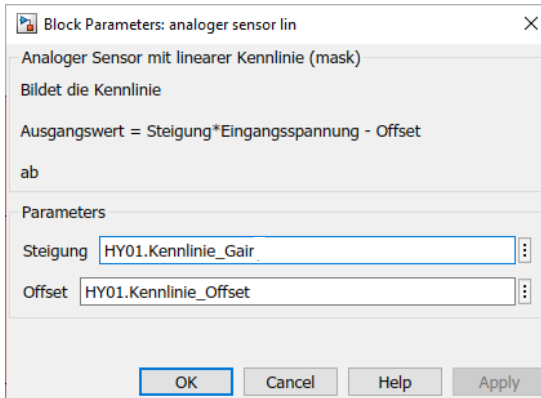 Block Parameters: analoger sensor lin
Analoger Sensor mit linearer Kennlinie (mask)
Bildet die Kennlinie
Ausgangswert = Steigung*Eingangsspannung - Offset
ab
Parameters
Steigung HY01.Kennlinie_Gair
Offset HY01.Kennlinie_Offset
OK Cancel Help Apply